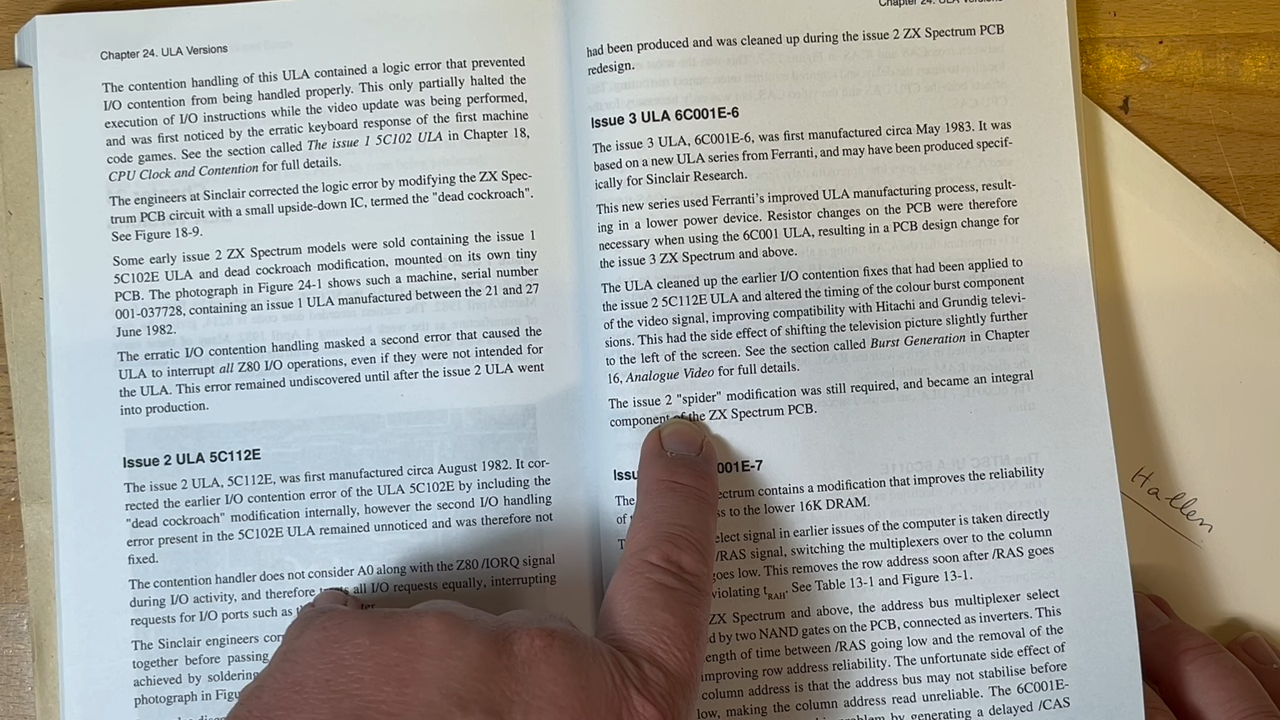 Chapter 24. ULA Versions
The contention handling of this ULA contained a logic error that prevented
I/O contention from being handled properly. This only partially halted the
execution of I/O instructions while the video update was being performed,
and was first noticed by the erratic keyboard response of the first machine
code games. See the section called The issue 1 5C102 ULA in Chapter 18,
CPU Clock and Contention for full details.
The engineers at Sinclair corrected the logic error by modifying the ZX Spec-
trum PCB circuit with a small upside-down IC, termed the "dead cockroach".
See Figure 18-9.
Some early issue 2 ZX Spectrum models were sold containing the issue 1
5C102E ULA and dead cockroach modification, mounted on its own tiny
PCB. The photograph in Figure 24-1 shows such a machine, serial number
001-037728, containing an issue 1 ULA manufactured between the 21 and 27
June 1982.
The erratic I/O contention handling masked a second error that caused the
ULA to interrupt all Z80 I/O operations, even if they were not intended for
the ULA. This error remained undiscovered until after the issue 2 ULA went
into production.
Issue 2 ULA 5C112E
The issue 2 ULA, 5C112E, was first manufactured circa August 1982. It cor-
rected the earlier I/O contention error of the ULA 5C102E by including the
"dead cockroach" modification internally, however the second I/O handling
error present in the 5C102E ULA remained unnoticed and was therefore not
fixed.
The contention handler does not consider A0 along with the Z80 /IORQ signal
during I/O activity, and therefore all I/O requests equally, interrupting
requests for I/O ports such as
The Sinclair engineers
together before passing
achieved by soldering
photograph in
Chapter 24. ULA Versions
had been produced and was cleaned up during the issue 2 ZX Spectrum PCB
redesign.
Issue 3 ULA 6C001E-6
The issue 3 ULA, 6C001E-6, was first manufactured circa May 1983. It was
based on a new ULA series from Ferranti, and may have been produced specif-
ically for Sinclair Research.
This new series used Ferranti's improved ULA manufacturing process, result-
ing in a lower power device. Resistor changes on the PCB were therefore
necessary when using the 6C001 ULA, resulting in a PCB design change for
the issue 3 ZX Spectrum and above.
The ULA cleaned up the earlier I/O contention fixes that had been applied to
the issue 2 5C112E ULA and altered the timing of the colour burst component
of the video signal, improving compatibility with Hitachi and Grundig televi-
sions. This had the side effect of shifting the television picture slightly further
to the left of the screen. See the section called Burst Generation in Chapter
16, Analogue Video for full details.
The issue 2 "spider" modification was still required, and became an integral
component of the ZX Spectrum PCB.
001E-7
The contains a modification that improves the reliability
of to the lower 16K DRAM.
signal in earlier issues of the computer is taken directly
/RAS signal, switching the multiplexers over to the column
goes low. This removes the row address soon after /RAS goes
violating tRAH. See Table 13-1 and Figure 13-1.
ZX Spectrum and above, the address bus multiplexer select
by two NAND gates on the PCB, connected as inverters. This
of time between /RAS going low and the removal of the
improving row address reliability. The unfortunate side effect of
column address is that the address bus may not stabilise before
low, making the column address read unreliable. The 6C001E-
by generating a delayed /CAS
Hallen